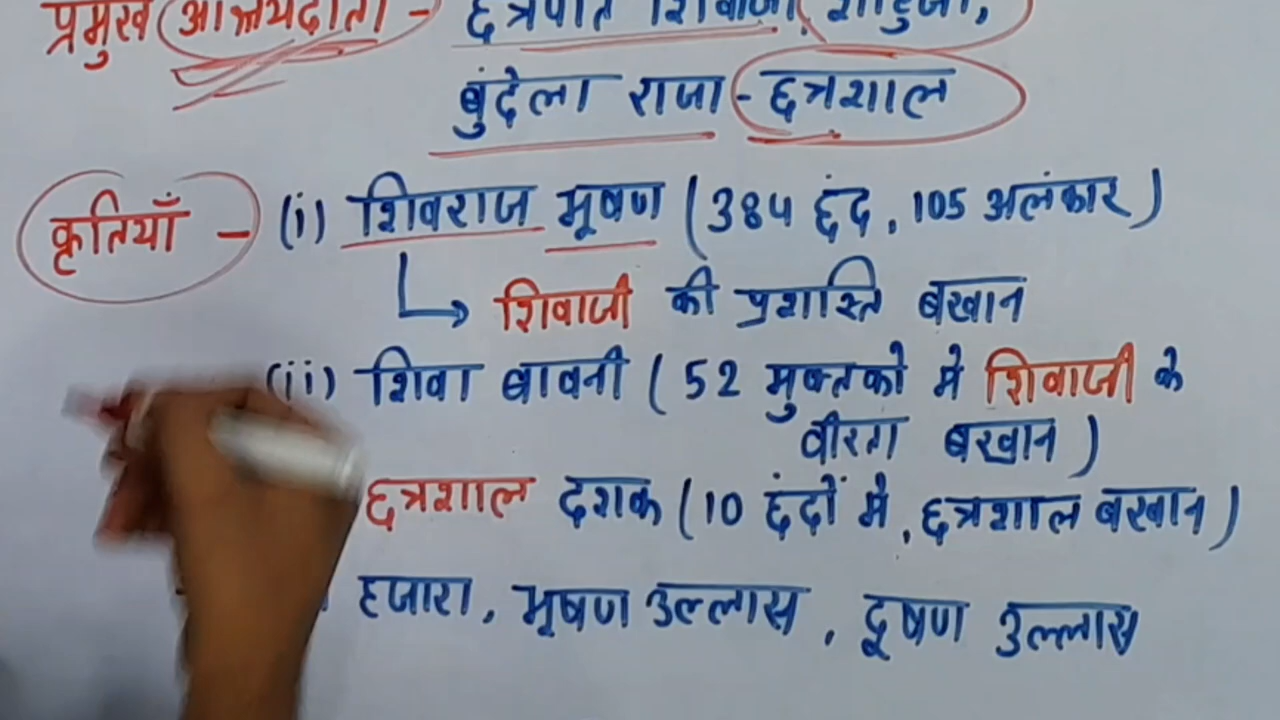 प्रमुख आश्रयदाता - छत्रपति शिवाजी, शाहुजी,
बुंदेला राजा - छत्रशाल
कृतियाँ - (i) शिवराज भूषण (384 छंद, 105 अलंकार)
शिवाजी की प्रशस्ति बखान
(ii) शिवा बावनी (52 मुक्तको मे शिवाजी के
वीरता बखान)
छत्रशाल दशक (10 छंदों मे, छत्रशाल बखान)
हजारा, भूषण उल्लास, दूषण उल्लास